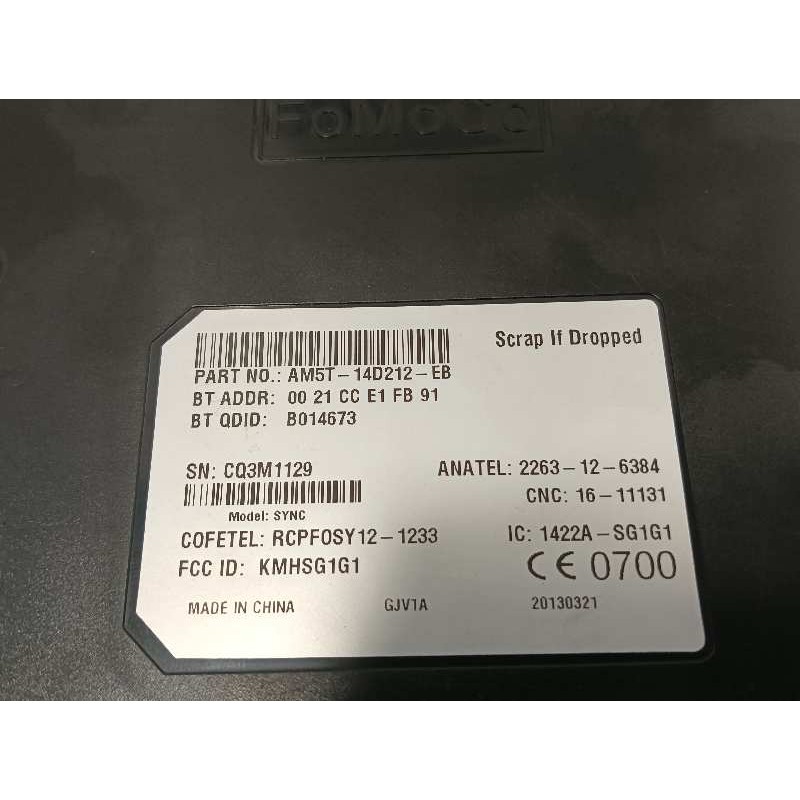 FoMoCo
Scrap If Dropped
PART NO.: AM5T-14D212-EB
BT ADDR: 00 21 CC E1 FB 91
BT QDID: B014673
SN: CQ3M1129
ANATEL: 2263-12-6384
CNC: 16-11131
Model: SYNC
COFETEL: RCPFOSY12-1233
IC: 1422A-SG1G1
FCC ID: KMHSG1G1
CE 0700
MADE IN CHINA GJV1A 20130321